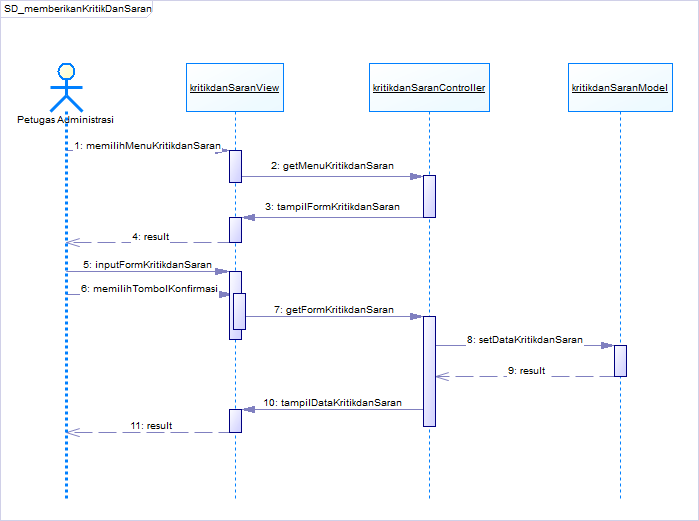 SD_memberikanKritikDanSaran
kritikdanSaranView
kritikdanSaranController
kritikdanSaranModel
Petugas Administrasi
1: memilihMenuKritikdanSaran
2: getMenuKritikdanSaran
3: tampilFormKritikdanSaran
4: result
5: inputFormKritikdanSaran
6: memilihTombolKonfirmasi
7: getFormKritikdanSaran
8: setDataKritikdanSaran
9: result
10: tampilDataKritikdanSaran
11: result